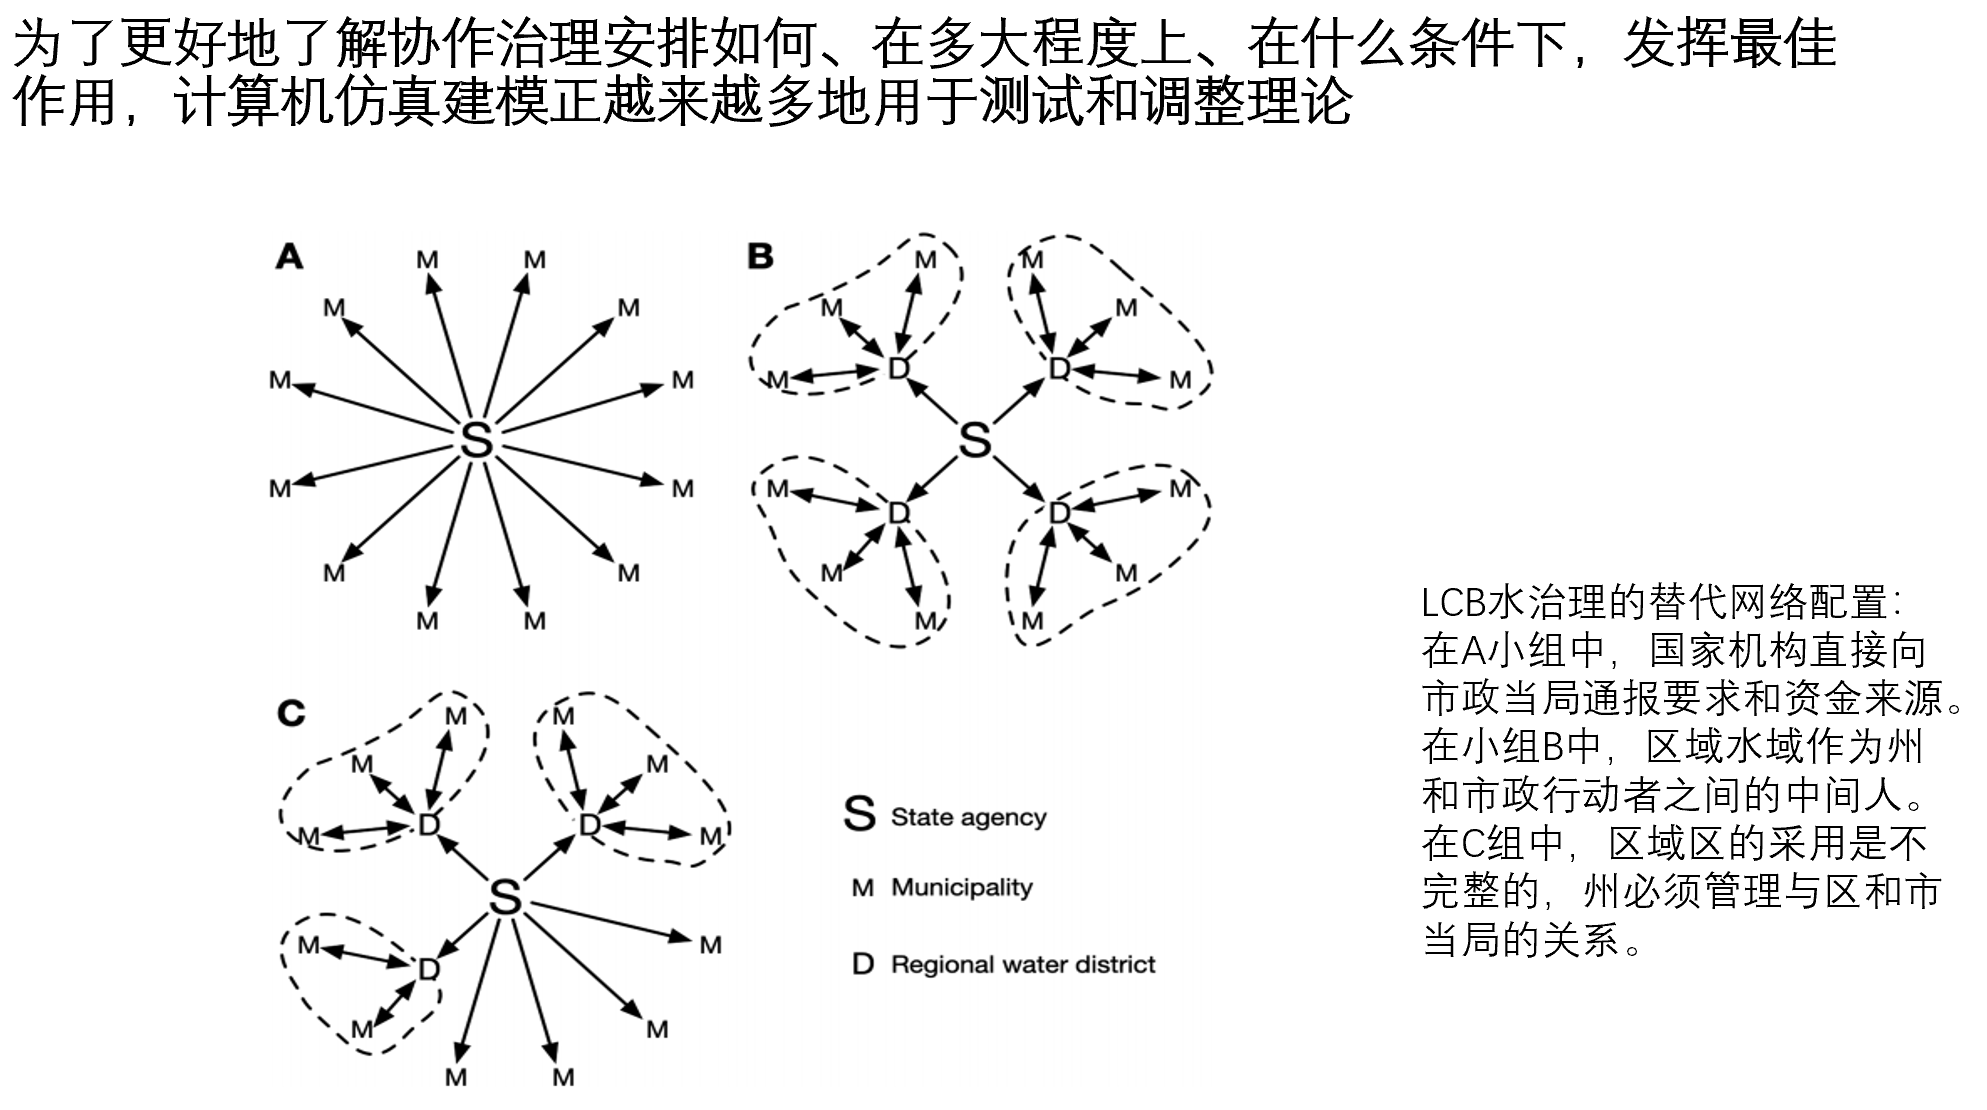 为了更好地了解协作治理安排如何、在多大程度上、在什么条件下，发挥最佳
作用，计算机仿真建模正越来越多地用于测试和调整理论
A
M
M
M
M
M
M
S
M
M
M
M
M
M
B
M
M
M
M
M
D
D
M
S
M
D
D
M
M
M
M
M
C
M
M
M
M
M
D
D
M
S
M
D
M
M
M
M
M
S State agency
M Municipality
D Regional water district
LCB水治理的替代网络配置：
在A小组中，国家机构直接向
市政当局通报要求和资金来源。
在小组B中，区域水域作为州
和市政行动者之间的中间人。
在C组中，区域区的采用是不
完整的，州必须管理与区和市
当局的关系。